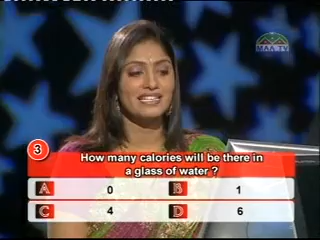 MAA TV
3
How many calories will be there in
a glass of water ?
A 0 B 1
C 4 D 6